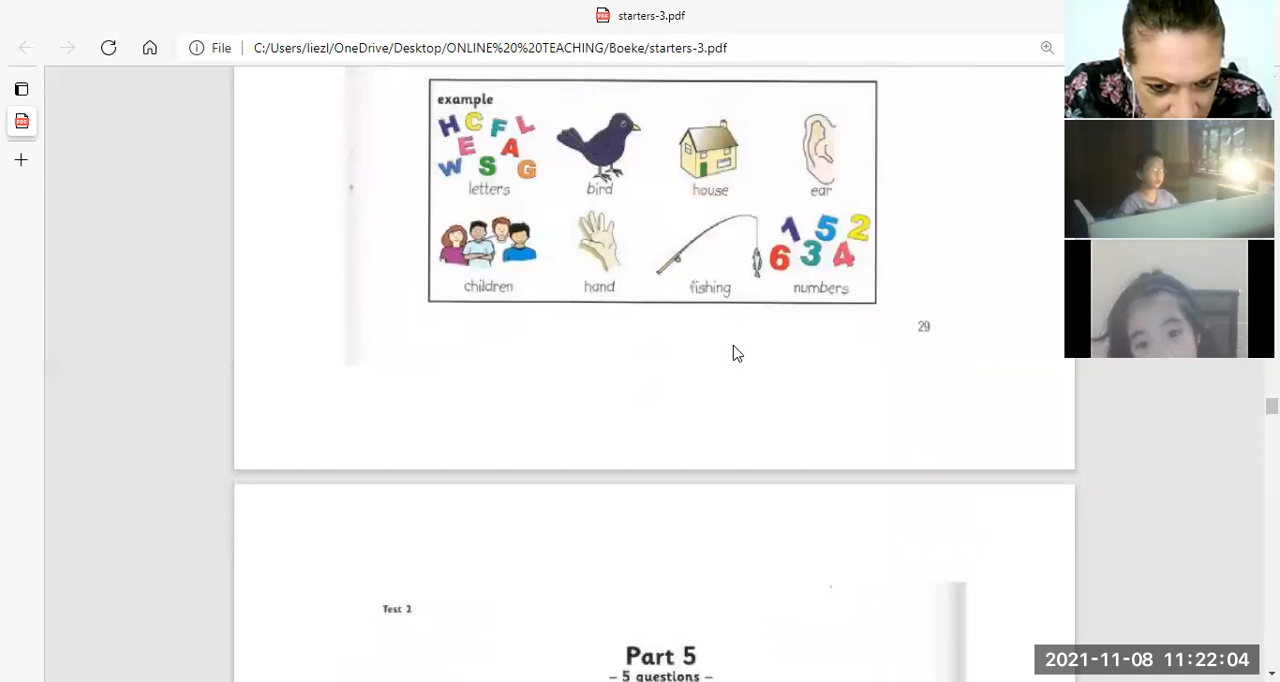 starters-3.pdf
File
C:/Users/liezl/OneDrive/Desktop/ONLINE%20%20TEACHING/Boeke/starters-3.pdf
example
H C F L
E A
W S G
letters bird house ear
1 5 2
6 3 4
children hand fishing numbers
29
Test 2
Part 5
– 5 questions –
2021-11-08 11:22:04